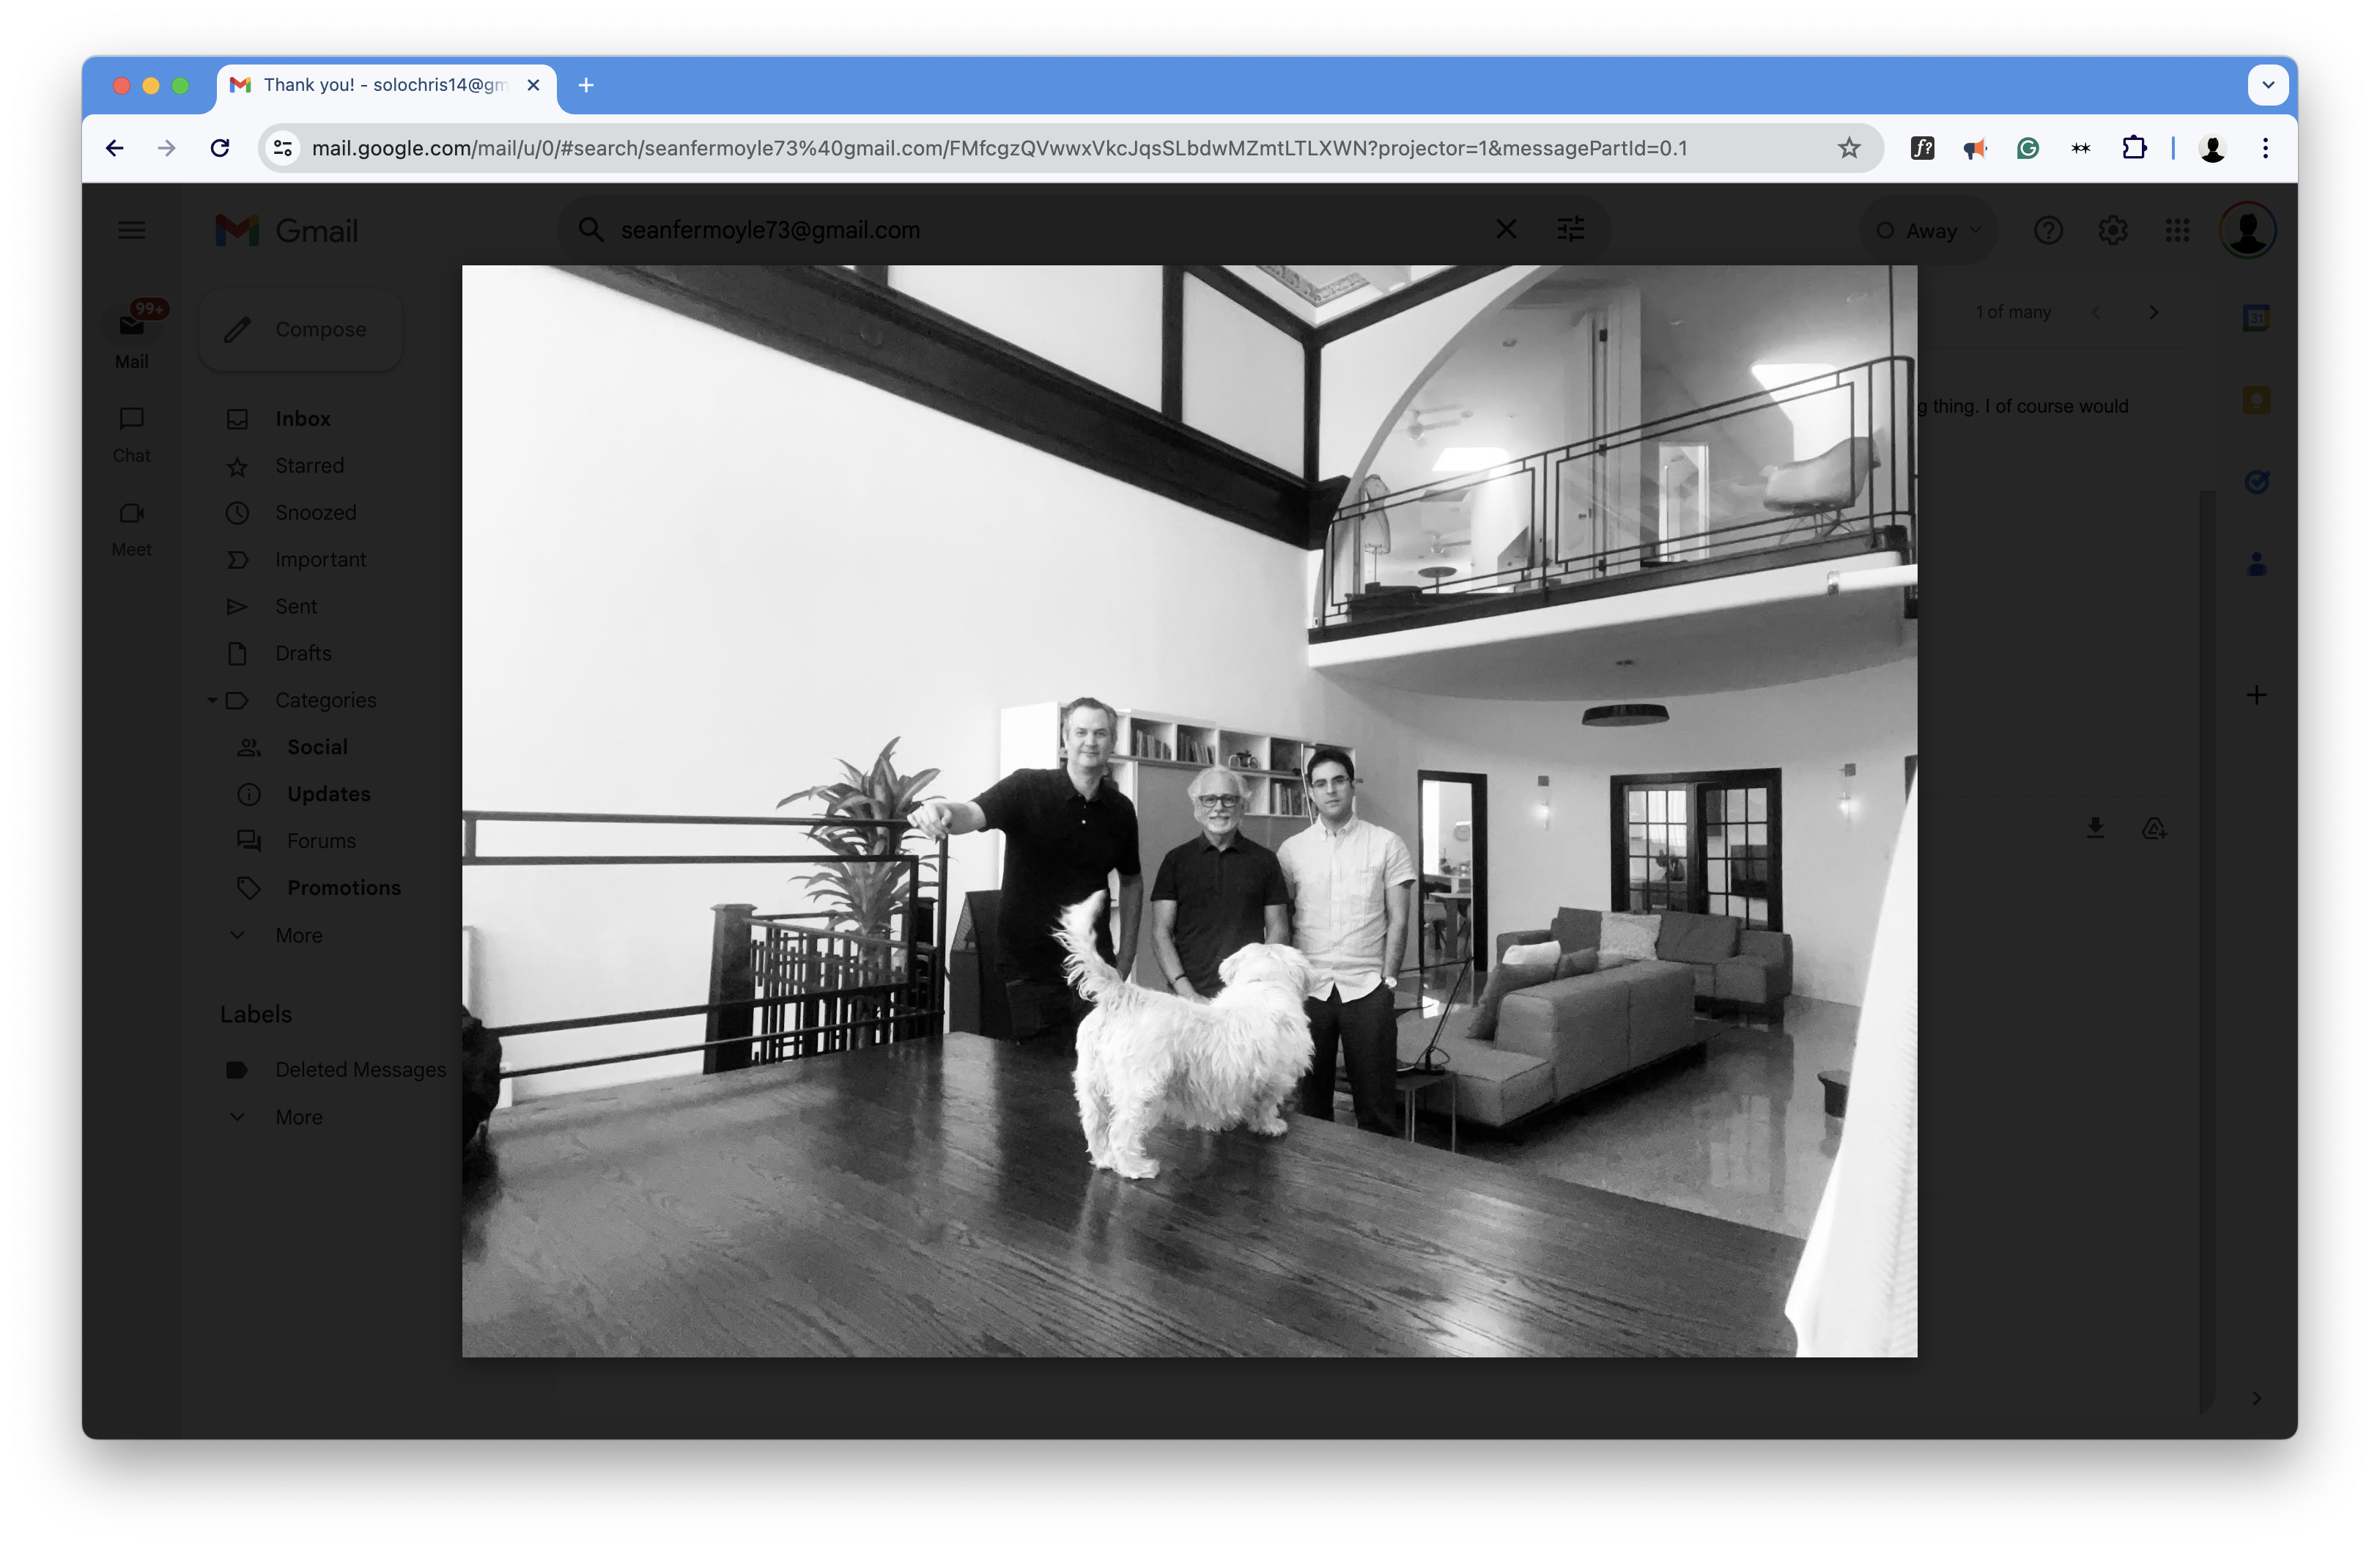 Thank you! - solochris14@gm
mail.google.com/mail/u/0/#search/seanfermoyle73%40gmail.com/FMfcgzQVwwxVkcJqsSLbdwMZmtLTLXWN?projector=1&messagePartId=0.1
Gmail
seanfermoyle73@gmail.com
Away
99+
Mail
Chat
Meet
Compose
Inbox
Starred
Snoozed
Important
Sent
Drafts
Categories
Social
Updates
Forums
Promotions
More
Labels
Deleted Messages
More
1 of many
g thing. I of course would
31